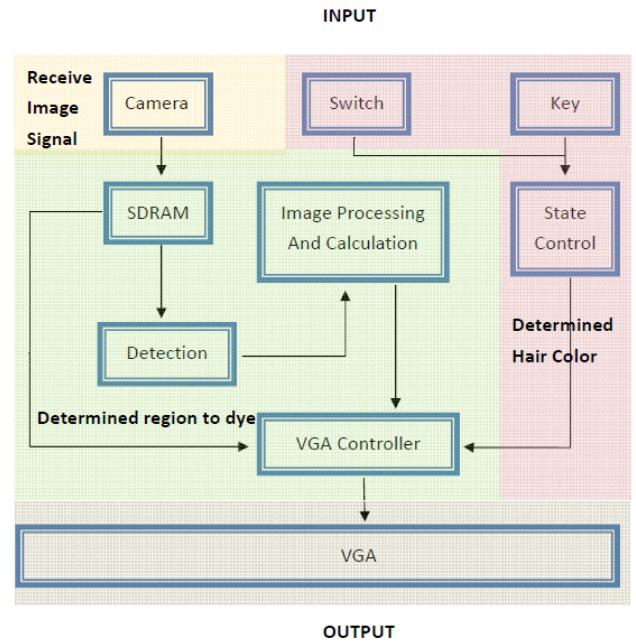 INPUT
Receive
Image
Signal
Camera
Switch
Key
SDRAM
Image Processing
And Calculation
State
Control
Detection
Determined
Hair Color
Determined region to dye
VGA Controller
VGA
OUTPUT